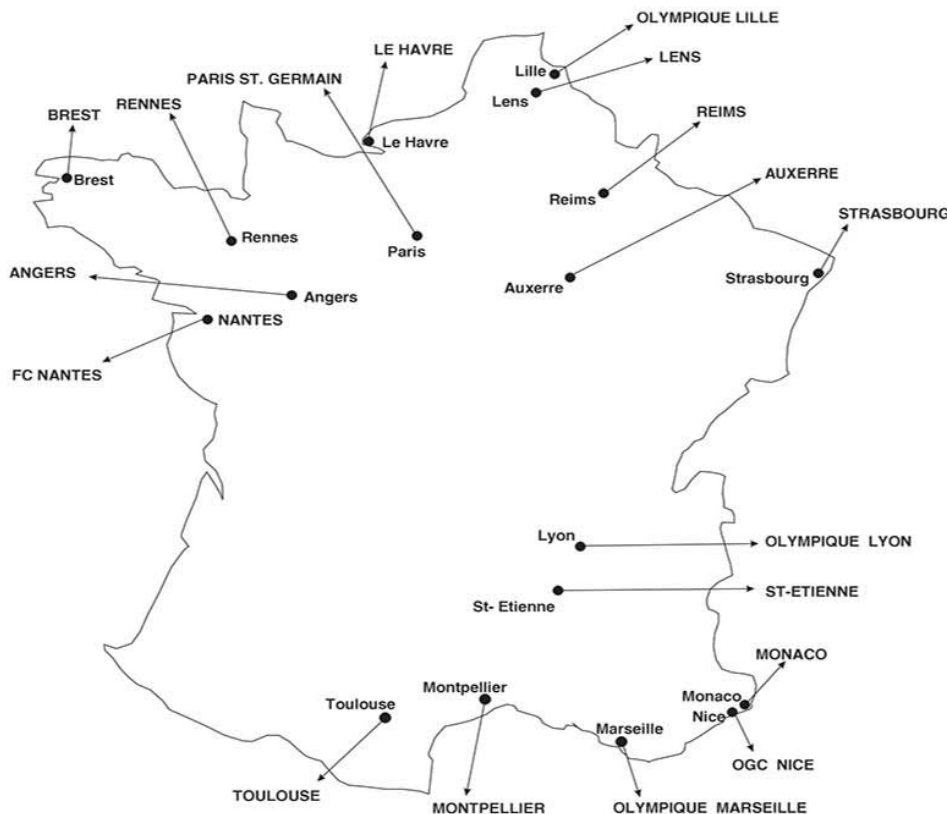 OLYMPIQUE LILLE
LE HAVRE
LENS
PARIS ST. GERMAIN
Lille
RENNES
Lens
BREST
REIMS
Le Havre
AUXERRE
Brest
Reims
STRASBOURG
Rennes
Paris
ANGERS
Strasbourg
Auxerre
Angers
NANTES
FC NANTES
Lyon
OLYMPIQUE LYON
ST-ETIENNE
St- Etienne
MONACO
Montpellier
Monaco
Toulouse
Nice
Marseille
OGC NICE
TOULOUSE
MONTPELLIER
OLYMPIQUE MARSEILLE